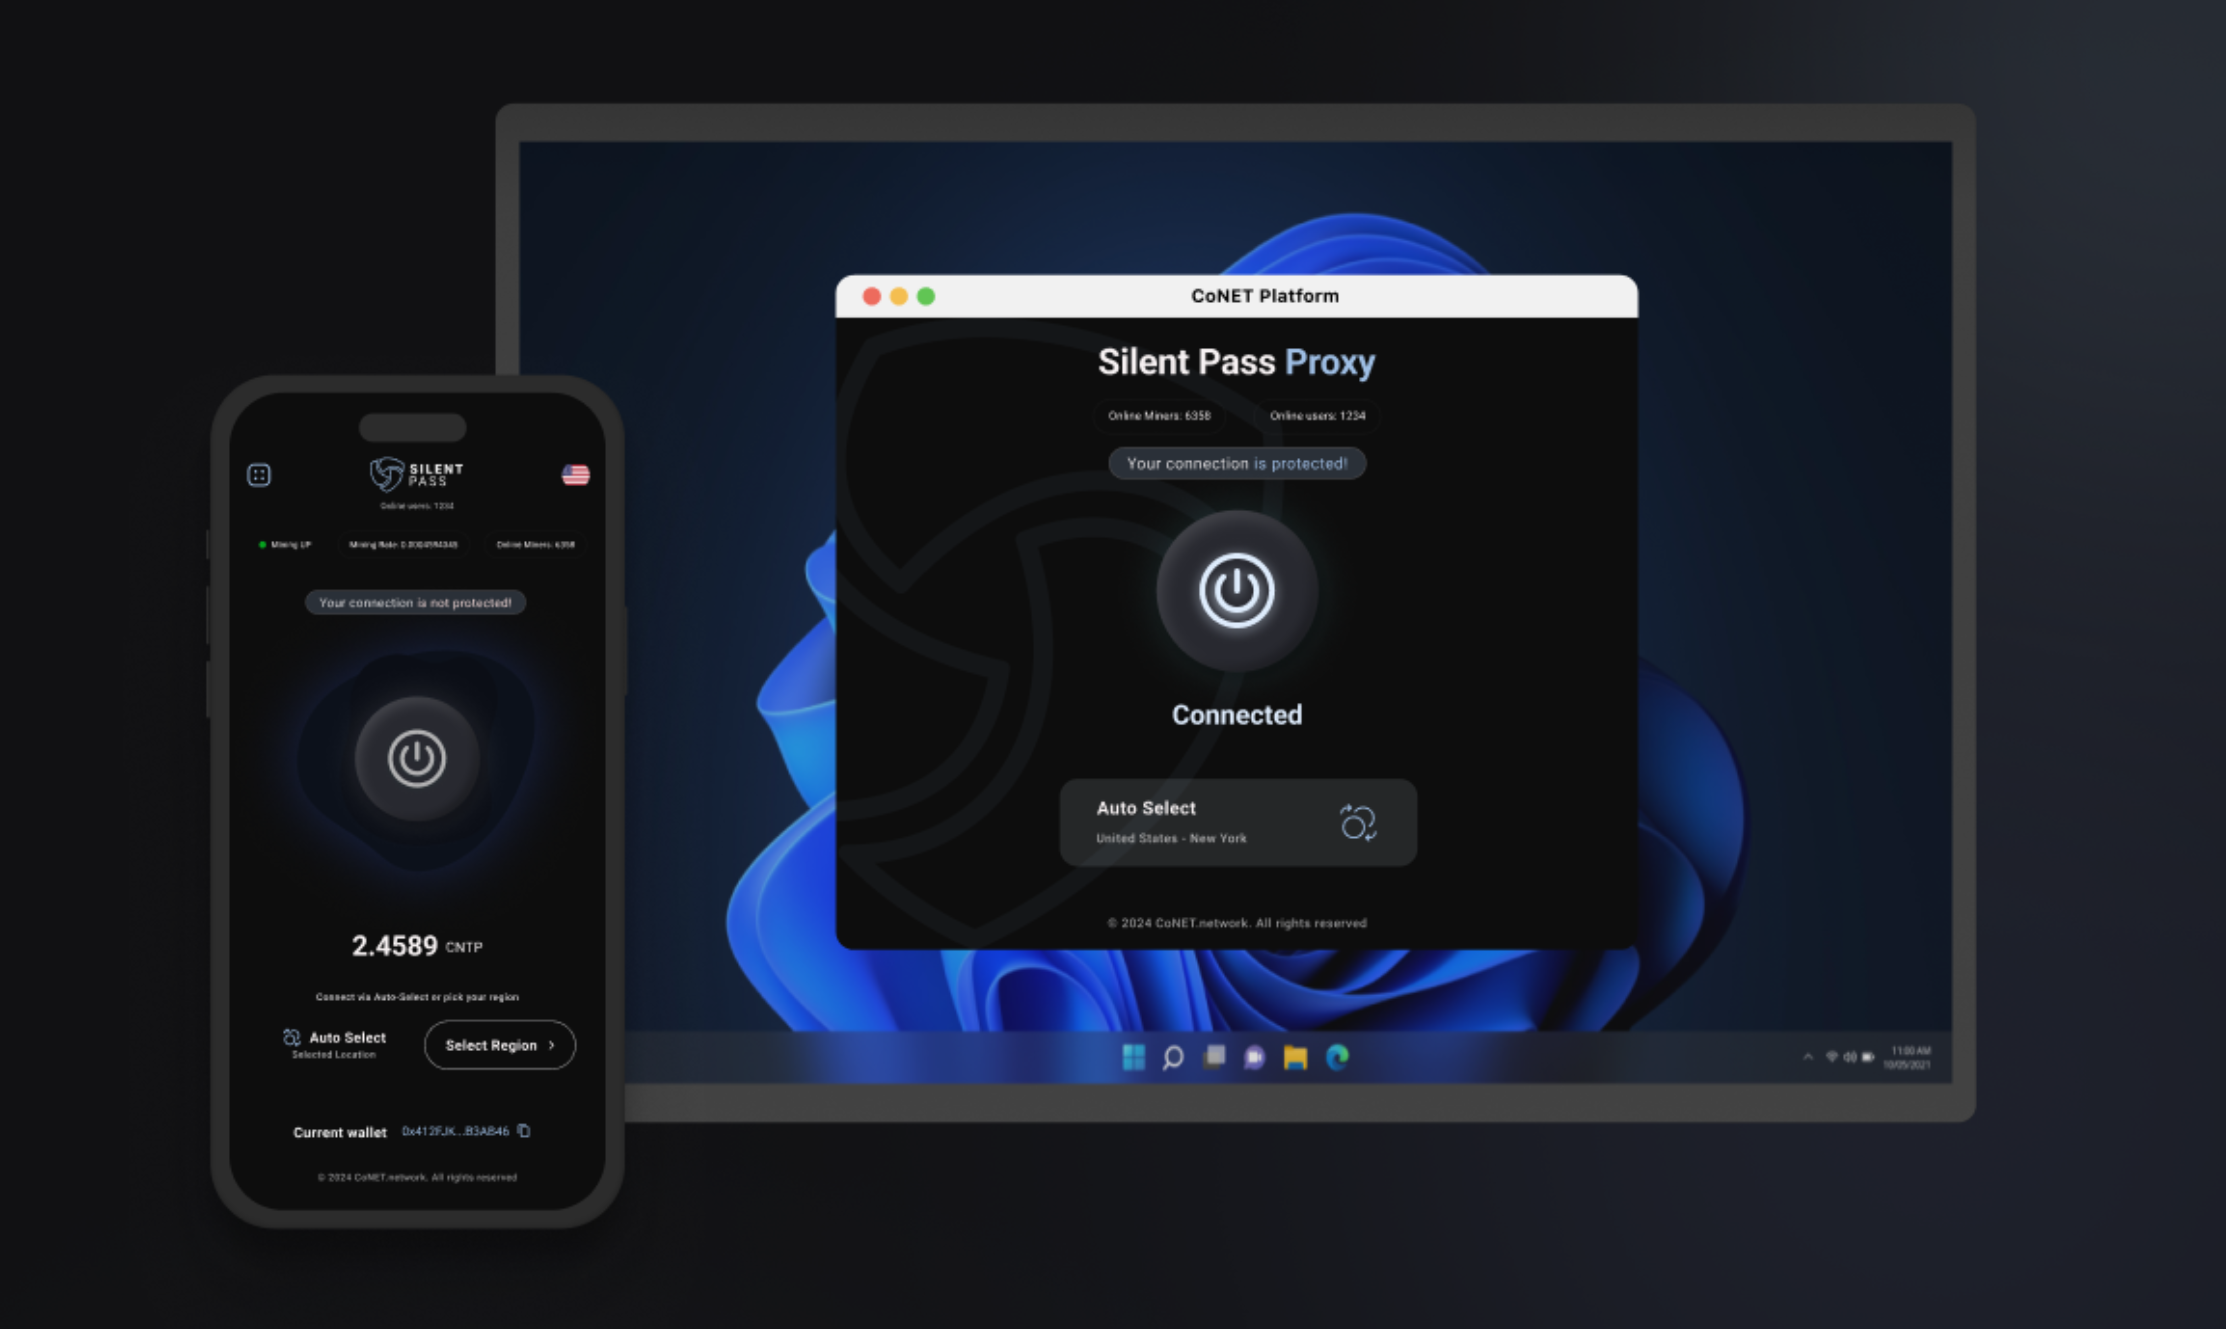 SILENT
PASS
Online users: 1234
Mining UP
Mining Rate:
Online Miners: 6358
Your connection is not protected!
2.4589 CNTP
Connect via Auto-Select or pick your region
Auto Select
Selected Location
Select Region
Current wallet 0x412FJK...B3AB46
© 2024 CoNET.network. All rights reserved
CoNET Platform
Silent Pass Proxy
Online Miners: 6358
Online users: 1234
Your connection is protected!
Connected
Auto Select
United States - New York
© 2024 CoNET.network. All rights reserved
11:00 AM
10/05/2021